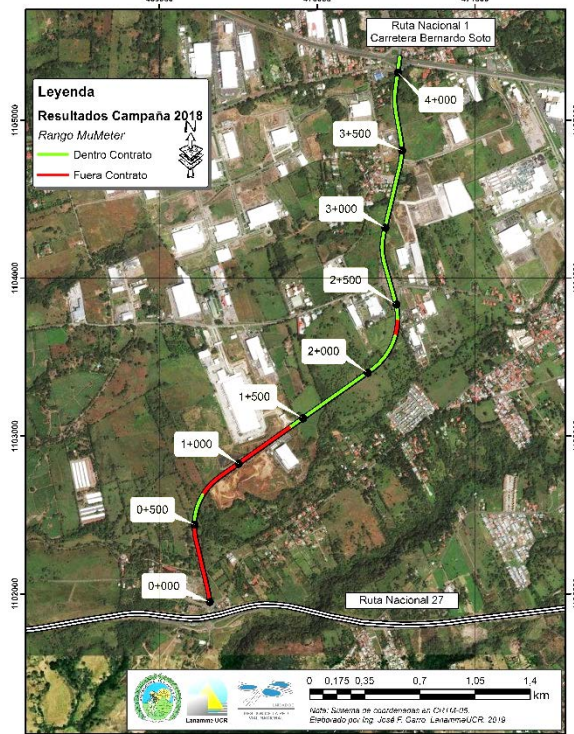 Ruta Nacional 1
Carretera Bernardo Soto
Leyenda
Resultados Campaña 2018
Rango MuMeter
N
Dentro Contrato
Fuera Contrato
4+000
3+500
3+000
2+500
2+000
1+500
1+000
0+500
0+000
Ruta Nacional 27
1104000
1103000
1102000
LanammeUCR
0 0,175 0,35 0,7 1,05 1,4
km
Nota: Sistema de coordenadas en CRTM-05.
Elaborado por Ing. José F. Garro. LanammeUCR. 2019